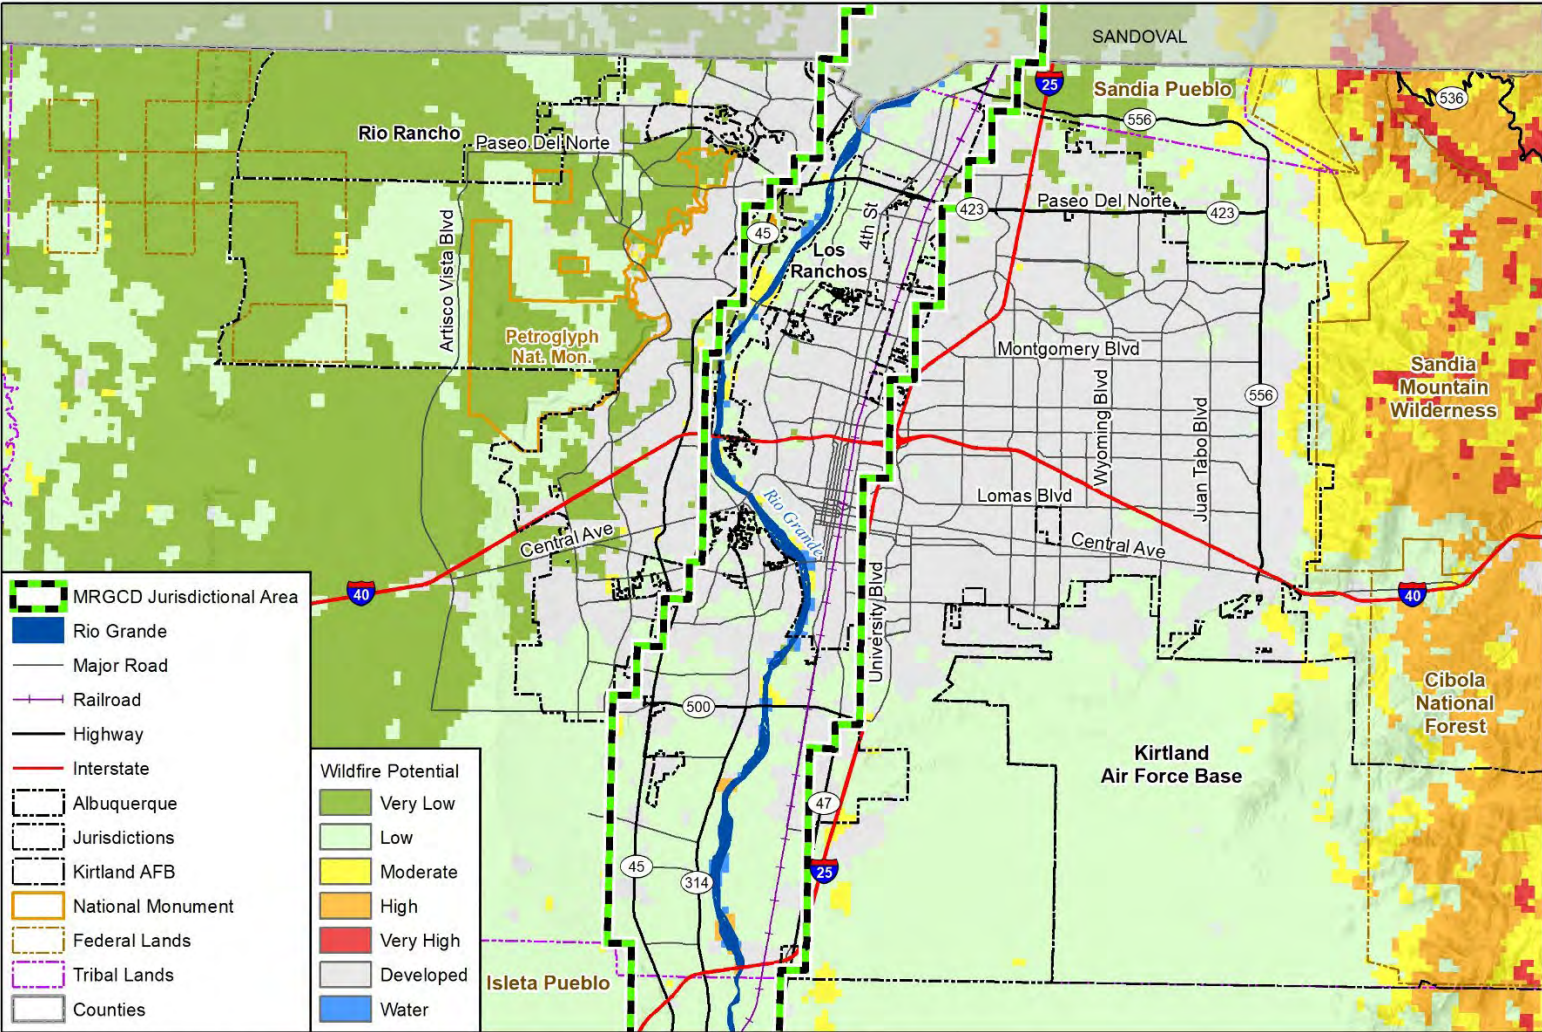 SANDOVAL
25
Sandia Pueblo
536
556
Rio Rancho
Paseo Del Norte
Paseo Del Norte
423
423
45
4th St
Los
Ranchos
Artisco Vista Blvd
Petroglyph
Nat. Mon.
Montgomery Blvd
Sandia
Mountain
Wilderness
556
Wyoming Blvd
Juan Tabo Blvd
Lomas Blvd
Rio Grande
Central Ave
Central Ave
University Blvd
40
40
MRGCD Jurisdictional Area
Rio Grande
Major Road
Railroad
Highway
Interstate
Albuquerque
Jurisdictions
Kirtland AFB
National Monument
Federal Lands
Tribal Lands
Counties
Wildfire Potential
Very Low
Low
Moderate
High
Very High
Developed
Water
500
Cibola
National
Forest
Kirtland
Air Force Base
47
45
314
25
Isleta Pueblo